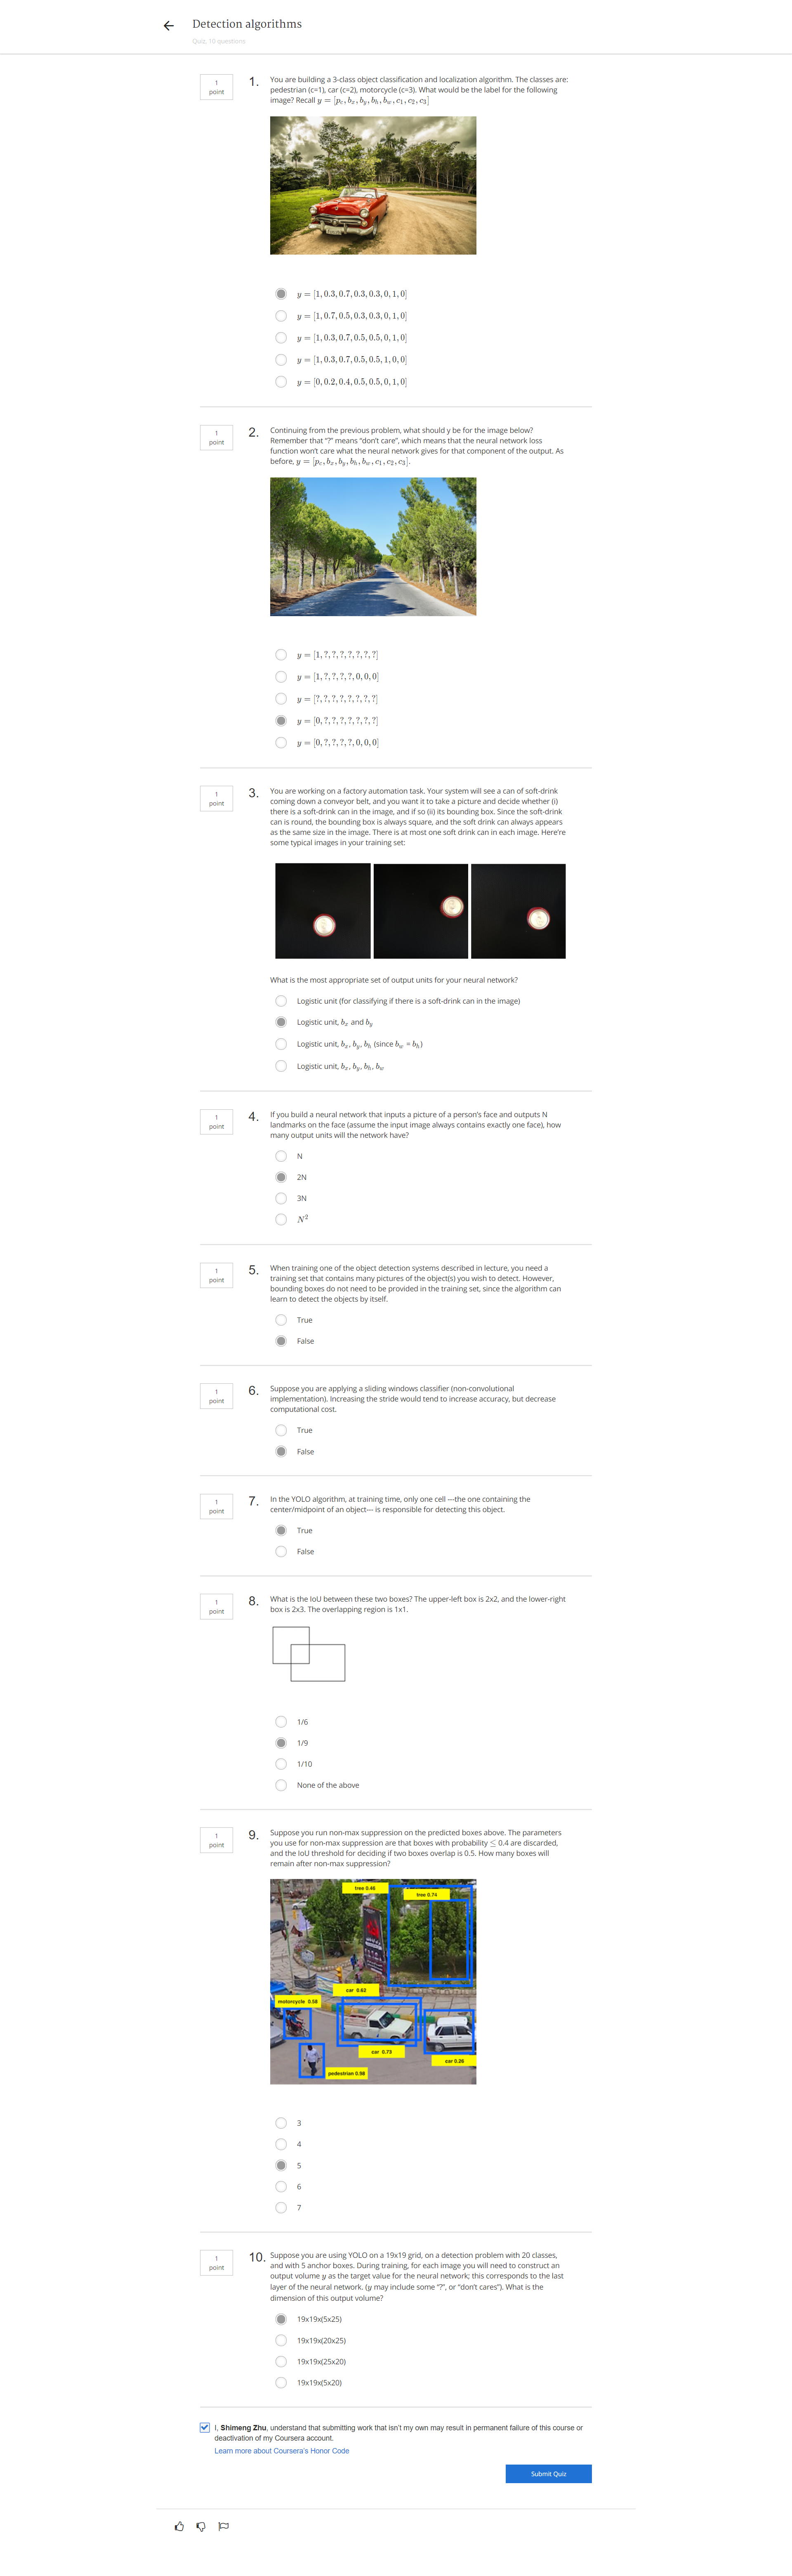 Detection algorithms
Quiz, 10 questions
1
point
1.
You are building a 3-class object classification and localization algorithm. The classes are:
pedestrian (c=1), car (c=2), motorcycle (c=3). What would be the label for the following
image? Recall y = [p_c, b_x, b_y, b_h, b_w, c_1, c_2, c_3]
y = [1, 0.3, 0.7, 0.3, 0.3, 0, 1, 0]
y = [1, 0.7, 0.5, 0.3, 0.3, 0, 1, 0]
y = [1, 0.3, 0.7, 0.5, 0.5, 0, 1, 0]
y = [1, 0.3, 0.7, 0.5, 0.5, 1, 0, 0]
y = [0, 0.2, 0.4, 0.5, 0.5, 0, 1, 0]
1
point
2.
Continuing from the previous problem, what should y be for the image below?
Remember that “?” means “don’t care”, which means that the neural network loss
function won’t care what the neural network gives for that component of the output. As
before, y = [p_c, b_x, b_y, b_h, b_w, c_1, c_2, c_3].
y = [1, ?, ?, ?, ?, ?, ?, ?]
y = [1, ?, ?, ?, ?, 0, 0, 0]
y = [?, ?, ?, ?, ?, ?, ?, ?]
y = [0, ?, ?, ?, ?, ?, ?, ?]
y = [0, ?, ?, ?, ?, 0, 0, 0]
1
point
3.
You are working on a factory automation task. Your system will see a can of soft-drink
coming down a conveyor belt, and you want it to take a picture and decide whether (i)
there is a soft-drink can in the image, and if so (ii) its bounding box. Since the soft-drink
can is round, the bounding box is always square, and the soft drink can always appears
as the same size in the image. There is at most one soft drink can in each image. Here’re
some typical images in your training set:
What is the most appropriate set of output units for your neural network?
Logistic unit (for classifying if there is a soft-drink can in the image)
Logistic unit, b_x and b_y
Logistic unit, b_x, b_y, b_h (since b_w = b_h)
Logistic unit, b_x, b_y, b_h, b_w
1
point
4.
If you build a neural network that inputs a picture of a person’s face and outputs N
landmarks on the face (assume the input image always contains exactly one face), how
many output units will the network have?
N
2N
3N
N²
1
point
5.
When training one of the object detection systems described in lecture, you need a
training set that contains many pictures of the object(s) you wish to detect. However,
bounding boxes do not need to be provided in the training set, since the algorithm can
learn to detect the objects by itself.
True
False
1
point
6.
Suppose you are applying a sliding windows classifier (non-convolutional
implementation). Increasing the stride would tend to increase accuracy, but decrease
computational cost.
True
False
1
point
7.
In the YOLO algorithm, at training time, only one cell ---the one containing the
center/midpoint of an object--- is responsible for detecting this object.
True
False
1
point
8.
What is the IoU between these two boxes? The upper-left box is 2x2, and the lower-right
box is 2x3. The overlapping region is 1x1.
1/6
1/9
1/10
None of the above
1
point
9.
Suppose you run non-max suppression on the predicted boxes above. The parameters
you use for non-max suppression are that boxes with probability ≤ 0.4 are discarded,
and the IoU threshold for deciding if two boxes overlap is 0.5. How many boxes will
remain after non-max suppression?
tree 0.46
tree 0.74
car 0.62
motorcycle 0.58
car 0.73
car 0.26
pedestrian 0.98
3
4
5
6
7
1
point
10.
Suppose you are using YOLO on a 19x19 grid, on a detection problem with 20 classes,
and with 5 anchor boxes. During training, for each image you will need to construct an
output volume y as the target value for the neural network; this corresponds to the last
layer of the neural network. (y may include some “?”, or “don’t cares”). What is the
dimension of this output volume?
19x19x(5x25)
19x19x(20x25)
19x19x(25x20)
19x19x(5x20)
I, Shimeng Zhu, understand that submitting work that isn’t my own may result in permanent failure of this course or
deactivation of my Coursera account.
Learn more about Coursera’s Honor Code
Submit Quiz